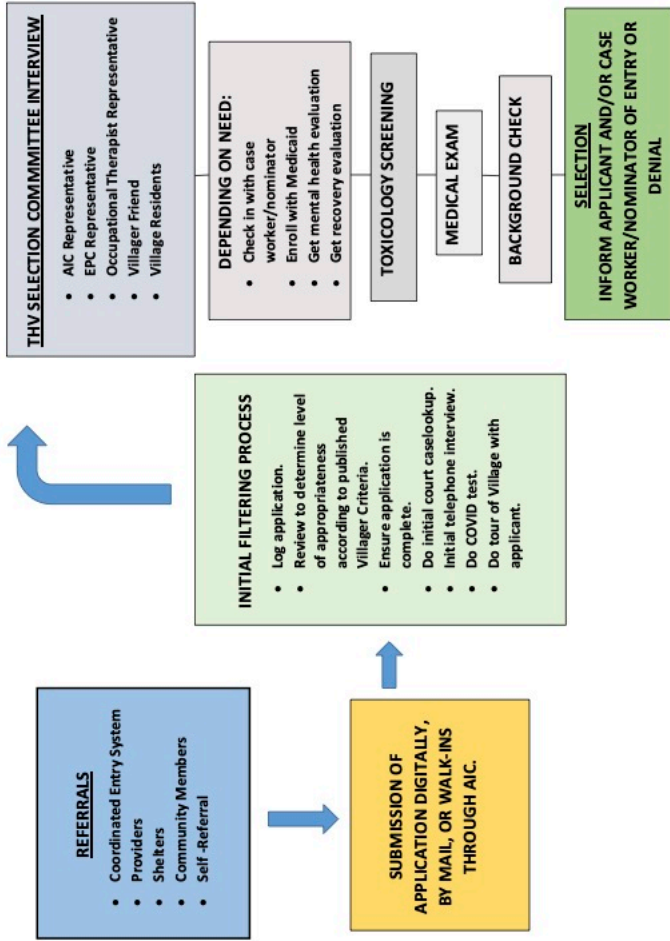 REFERRALS
• Coordinated Entry System
• Providers
• Shelters
• Community Members
• Self -Referral
SUBMISSION OF
APPLICATION DIGITALLY,
BY MAIL, OR WALK-INS
THROUGH AIC.
INITIAL FILTERING PROCESS
• Log application.
• Review to determine level
of appropriateness
according to published
Villager Criteria.
• Ensure application is
complete.
• Do initial court caselookup.
• Initial telephone interview.
• Do COVID test.
• Do tour of Village with
applicant.
THV SELECTION COMMMITTEE INTERVIEW
• AIC Representative
• EPC Representative
• Occupational Therapist Representative
• Villager Friend
• Village Residents
DEPENDING ON NEED:
• Check in with case
worker/nominator
• Enroll with Medicaid
• Get mental health evaluation
• Get recovery evaluation
TOXICOLOGY SCREENING
MEDICAL EXAM
BACKGROUND CHECK
SELECTION
INFORM APPLICANT AND/OR CASE
WORKER/NOMINATOR OF ENTRY OR
DENIAL